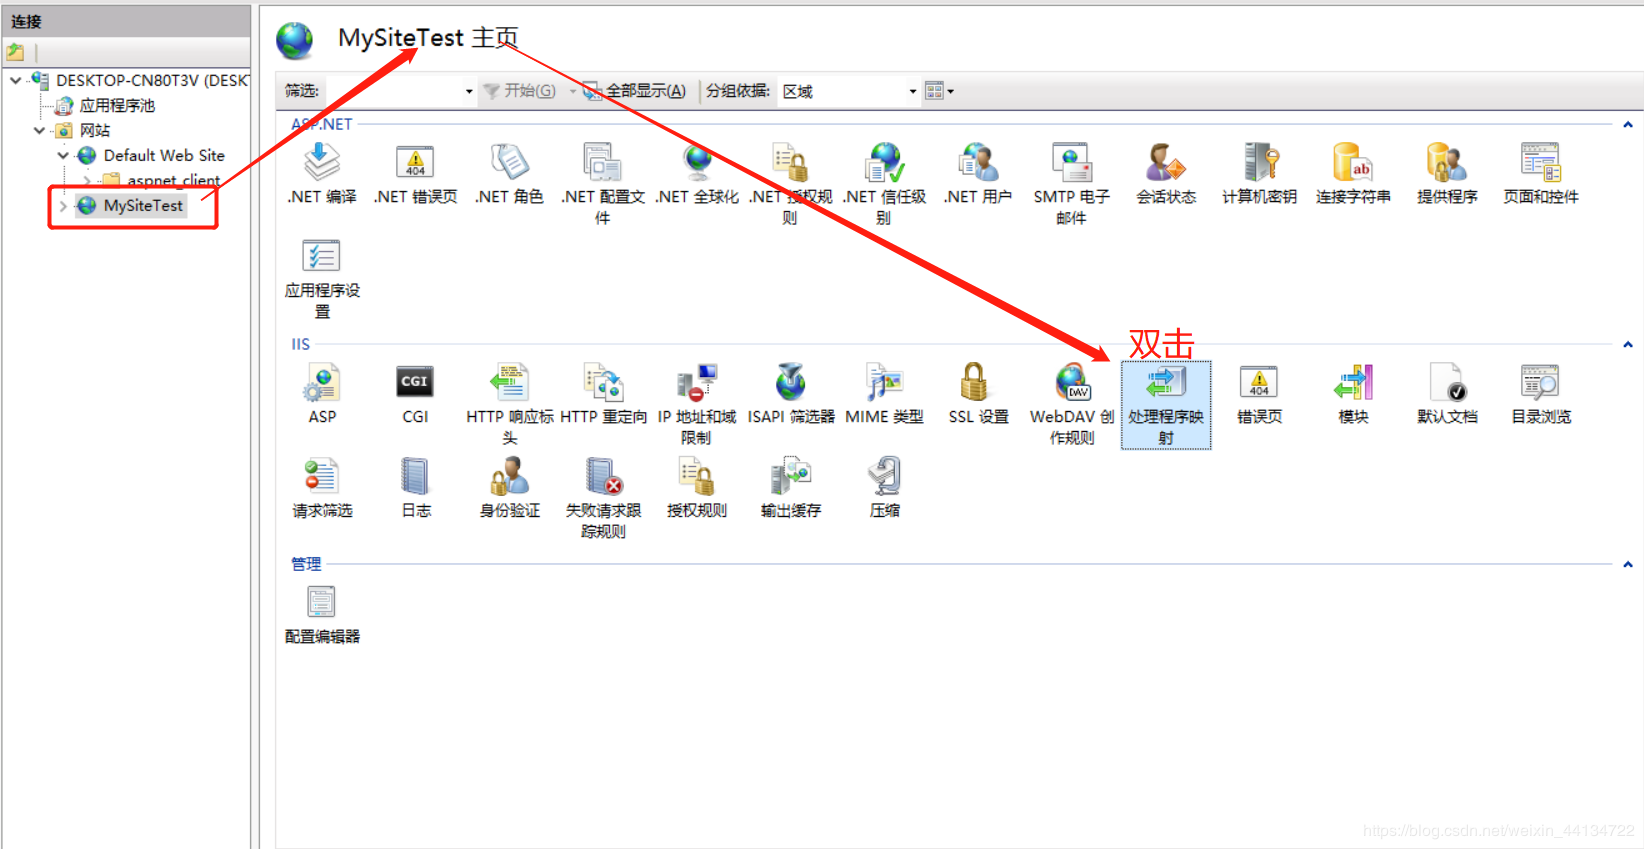 连接
MySiteTest 主页
DESKTOP-CN80T3V (DESKT
应用程序池
网站
Default Web Site
aspnet_client
MySiteTest
筛选:
开始(G)
全部显示(A)
分组依据:
区域
ASP.NET
.NET 编译
.NET 错误页
.NET 角色
.NET 配置文
件
.NET 全球化
.NET 授权规
则
.NET 信任级
别
.NET 用户
SMTP 电子
邮件
会话状态
计算机密钥
连接字符串
提供程序
页面和控件
应用程序设
置
IIS
双击
ASP
CGI
HTTP 响应标
头
HTTP 重定向
IP 地址和域
限制
ISAPI 筛选器
MIME 类型
SSL 设置
WebDAV 创
作规则
处理程序映
射
错误页
模块
默认文档
目录浏览
请求筛选
日志
身份验证
失败请求跟
踪规则
授权规则
输出缓存
压缩
管理
配置编辑器
https://blog.csdn.net/weixin_44134722